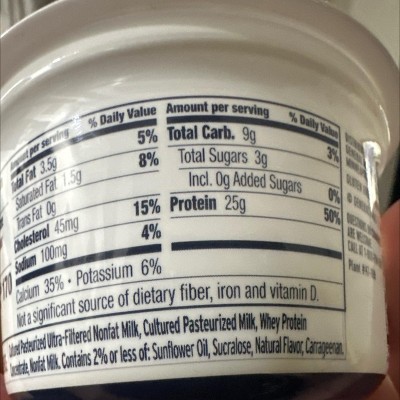 Amount per serving % Daily Value
Total Fat 3.5g 5%
Saturated Fat 1.5g 8%
Trans Fat 0g
Cholesterol 45mg 15%
Sodium 100mg 4%
Amount per serving % Daily Value
Total Carb. 9g 3%
Total Sugars 3g
Incl. 0g Added Sugars 0%
Protein 25g 50%
170
Calcium 35% • Potassium 6%
Not a significant source of dietary fiber, iron and vitamin D.
Pasteurized Ultra-Filtered Nonfat Milk, Cultured Pasteurized Milk, Whey Protein
Nonfat Milk. Contains 2% or less of: Sunflower Oil, Sucralose, Natural Flavor, Carrageenan,
Plant